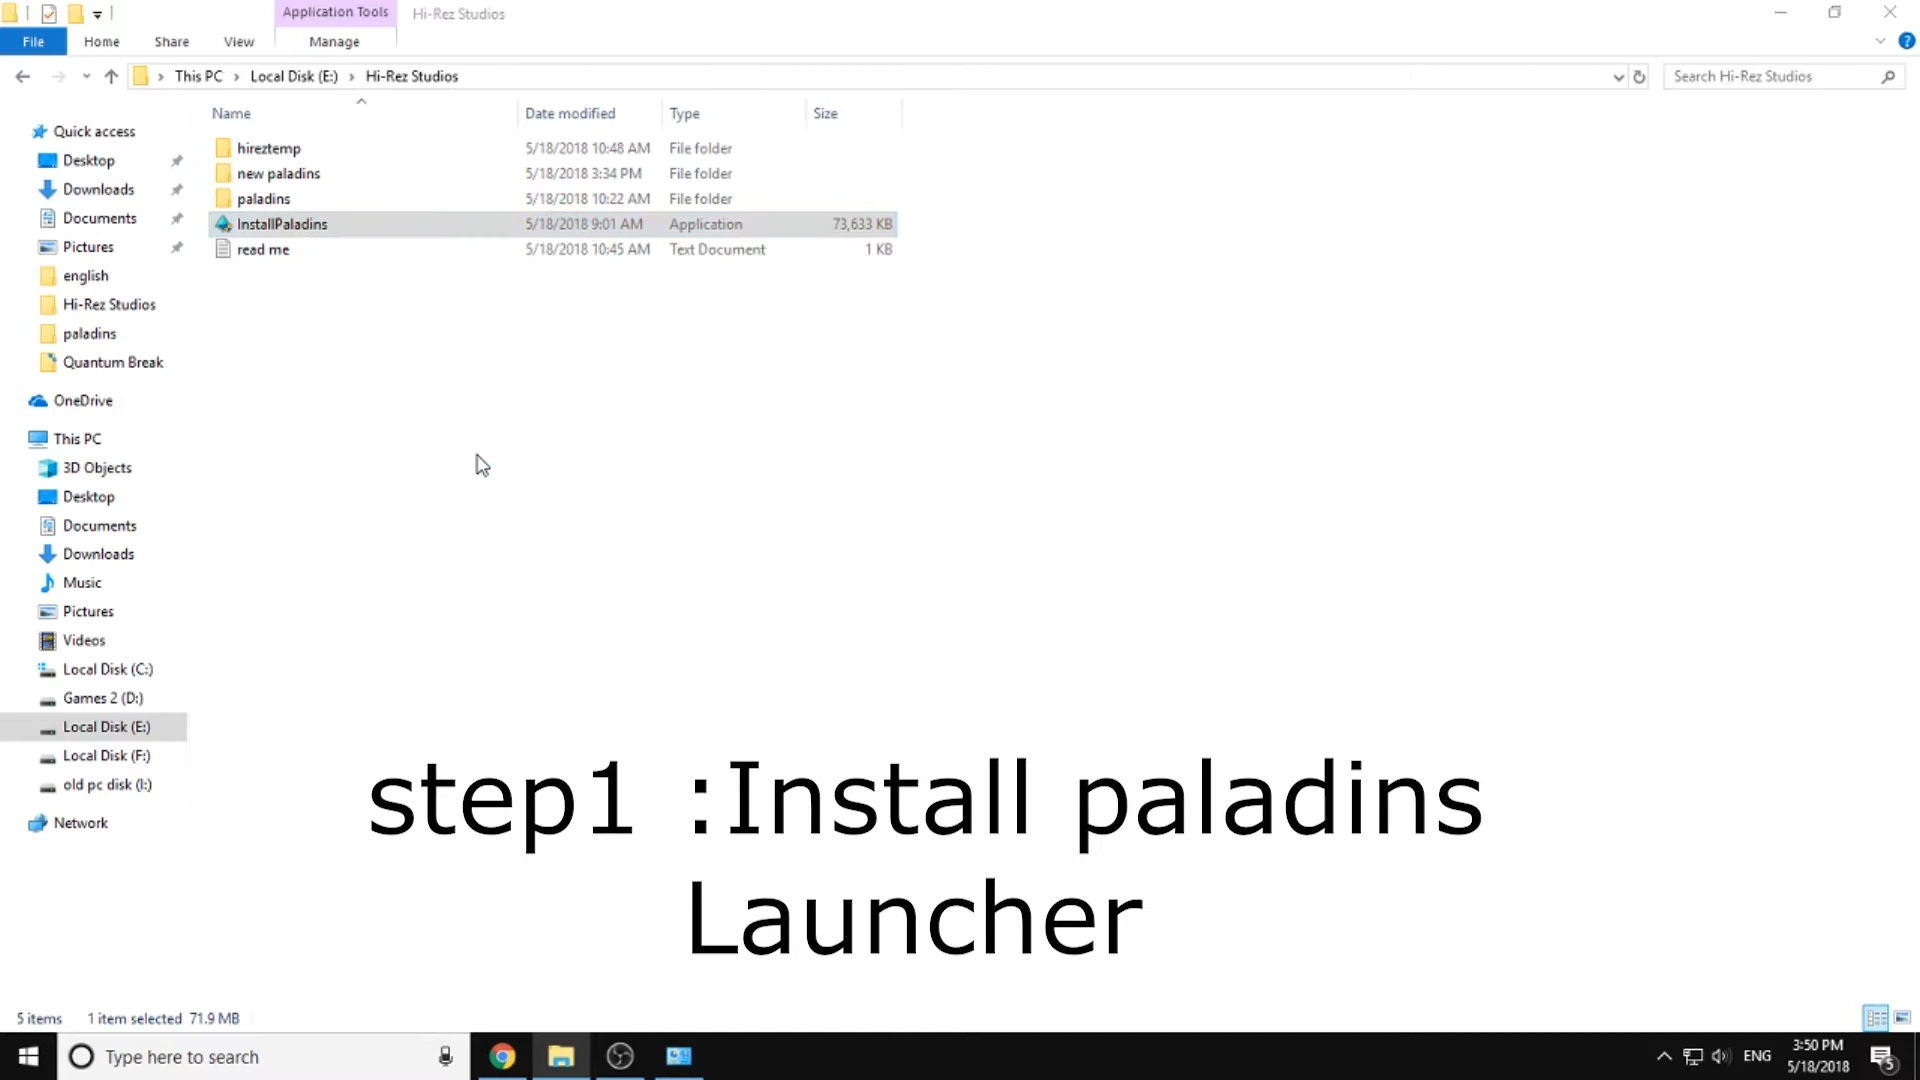 Application Tools
Hi-Rez Studios
File
Home
Share
View
Manage
This PC > Local Disk (E:) > Hi-Rez Studios
Search Hi-Rez Studios
Name
Date modified
Type
Size
hireztemp
5/18/2018 10:48 AM
File folder
new paladins
5/18/2018 3:34 PM
File folder
paladins
5/18/2018 10:22 AM
File folder
InstallPaladins
5/18/2018 9:01 AM
Application
73,633 KB
read me
5/18/2018 10:45 AM
Text Document
1 KB
Quick access
Desktop
Downloads
Documents
Pictures
english
Hi-Rez Studios
paladins
Quantum Break
OneDrive
This PC
3D Objects
Desktop
Documents
Downloads
Music
Pictures
Videos
Local Disk (C:)
Games 2 (D:)
Local Disk (E:)
Local Disk (F:)
old pc disk (I:)
Network
step1 :Install paladins
Launcher
5 items
1 item selected 71.9 MB
Type here to search
ENG
3:50 PM
5/18/2018
5